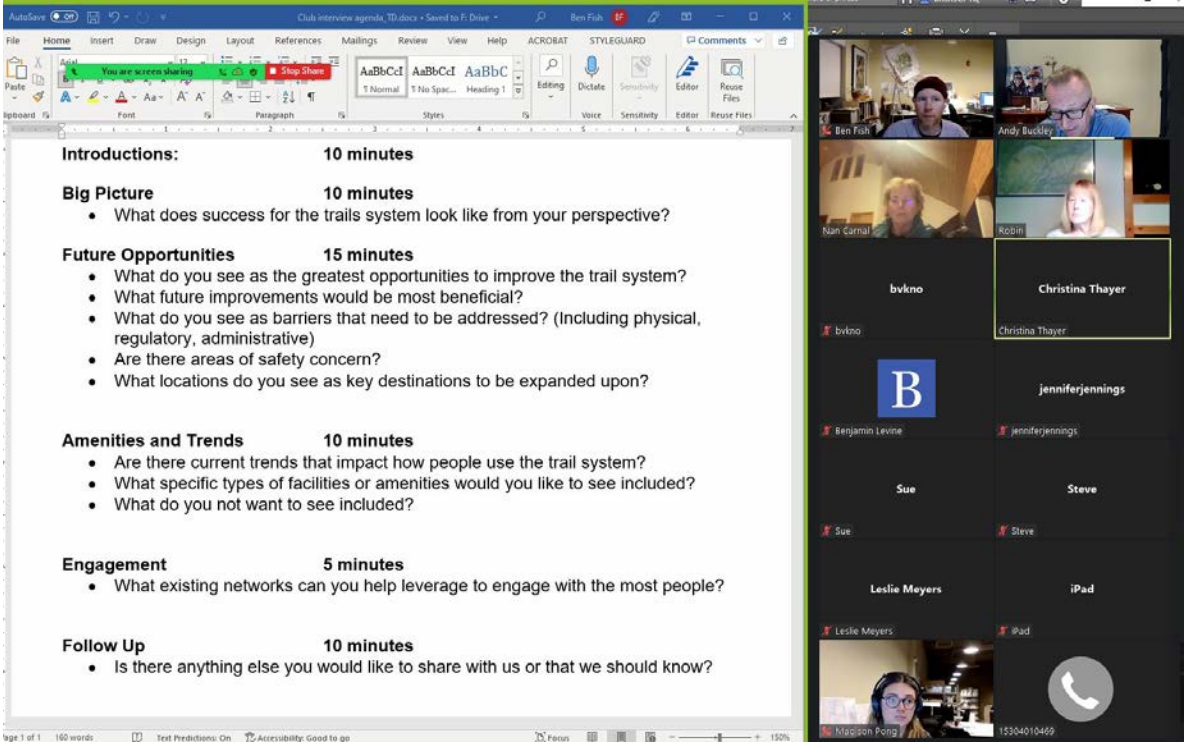 AutoSave Off
Club interview agenda_TD.docx • Saved to F: Drive
Ben Fish BF
File Home Insert Draw Design Layout References Mailings Review View Help ACROBAT STYLEGUARD Comments
You are screen sharing Stop Share
Paste
AaBbCcI AaBbCcI AaBbC
¶ Normal ¶ No Spac... Heading 1
Editing Dictate Sensitivity Editor Reuse Files
Font Paragraph Styles Voice Sensitivity Editor Reuse Files
Introductions: 10 minutes
Big Picture 10 minutes
• What does success for the trails system look like from your perspective?
Future Opportunities 15 minutes
• What do you see as the greatest opportunities to improve the trail system?
• What future improvements would be most beneficial?
• What do you see as barriers that need to be addressed? (Including physical,
regulatory, administrative)
• Are there areas of safety concern?
• What locations do you see as key destinations to be expanded upon?
Amenities and Trends 10 minutes
• Are there current trends that impact how people use the trail system?
• What specific types of facilities or amenities would you like to see included?
• What do you not want to see included?
Engagement 5 minutes
• What existing networks can you help leverage to engage with the most people?
Follow Up 10 minutes
• Is there anything else you would like to share with us or that we should know?
160 words Text Predictions: On Accessibility: Good to go Focus 150%
Ben Fish
Andy Buckley
Nan Carnal
Robin
bvkno
bvkno
Christina Thayer
Christina Thayer
B
Benjamin Levine
jenniferjennings
jenniferjennings
Sue
Sue
Steve
Steve
Leslie Meyers
Leslie Meyers
iPad
iPad
Madison Pong
15304010469